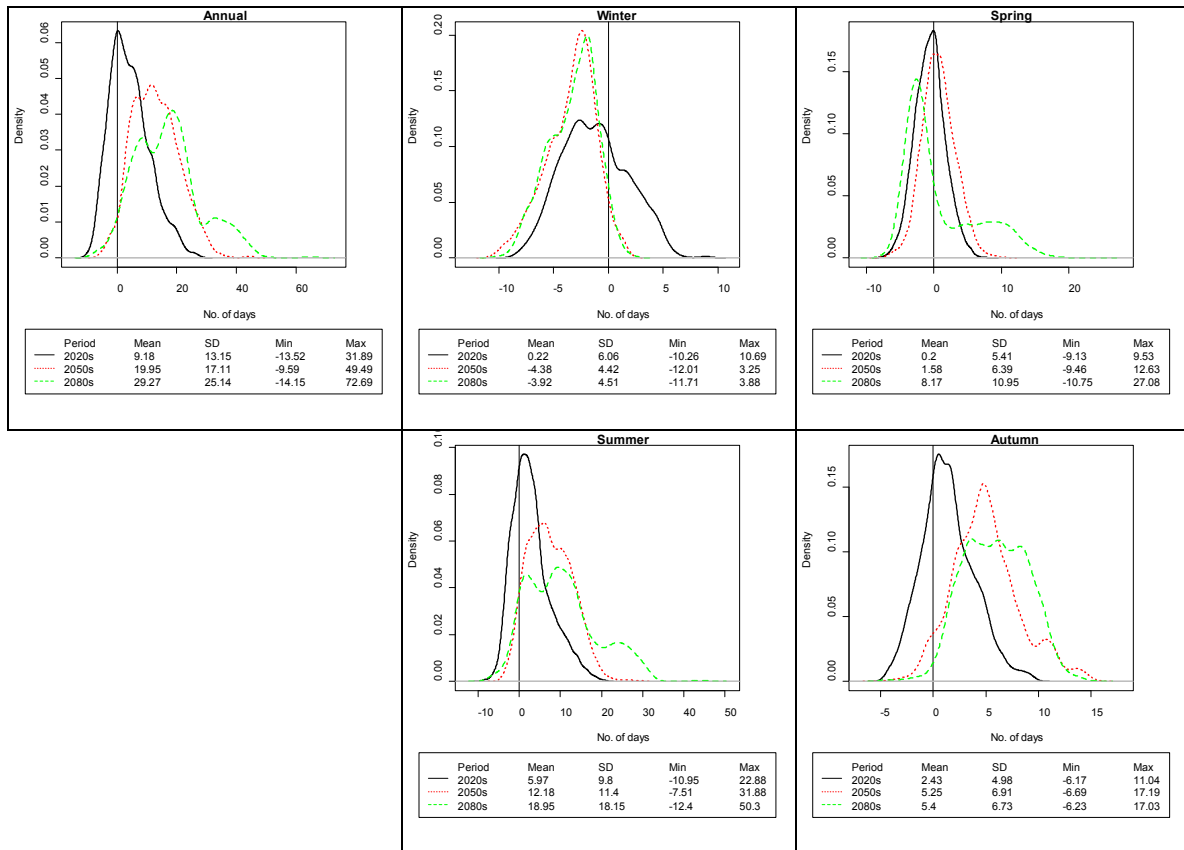 Annual
0.00 0.01 0.02 0.03 0.04 0.05 0.06
Density
0 20 40 60
No. of days
Period Mean SD Min Max
2020s 9.18 13.15 -13.52 31.89
2050s 19.95 17.11 -9.59 49.49
2080s 29.27 25.14 -14.15 72.69
Winter
0.00 0.05 0.10 0.15 0.20
Density
-10 -5 0 5 10
No. of days
Period Mean SD Min Max
2020s 0.22 6.06 -10.26 10.69
2050s -4.38 4.42 -12.01 3.25
2080s -3.92 4.51 -11.71 3.88
Spring
0.00 0.05 0.10 0.15
Density
-10 0 10 20
No. of days
Period Mean SD Min Max
2020s 0.2 5.41 -9.13 9.53
2050s 1.58 6.39 -9.46 12.63
2080s 8.17 10.95 -10.75 27.08
Summer
0.00 0.02 0.04 0.06 0.08
Density
-10 0 10 20 30 40 50
No. of days
Period Mean SD Min Max
2020s 5.97 9.8 -10.95 22.88
2050s 12.18 11.4 -7.51 31.88
2080s 18.95 18.15 -12.4 50.3
Autumn
0.00 0.05 0.10 0.15
Density
-5 0 5 10 15
No. of days
Period Mean SD Min Max
2020s 2.43 4.98 -6.17 11.04
2050s 5.25 6.91 -6.69 17.19
2080s 5.4 6.73 -6.23 17.03